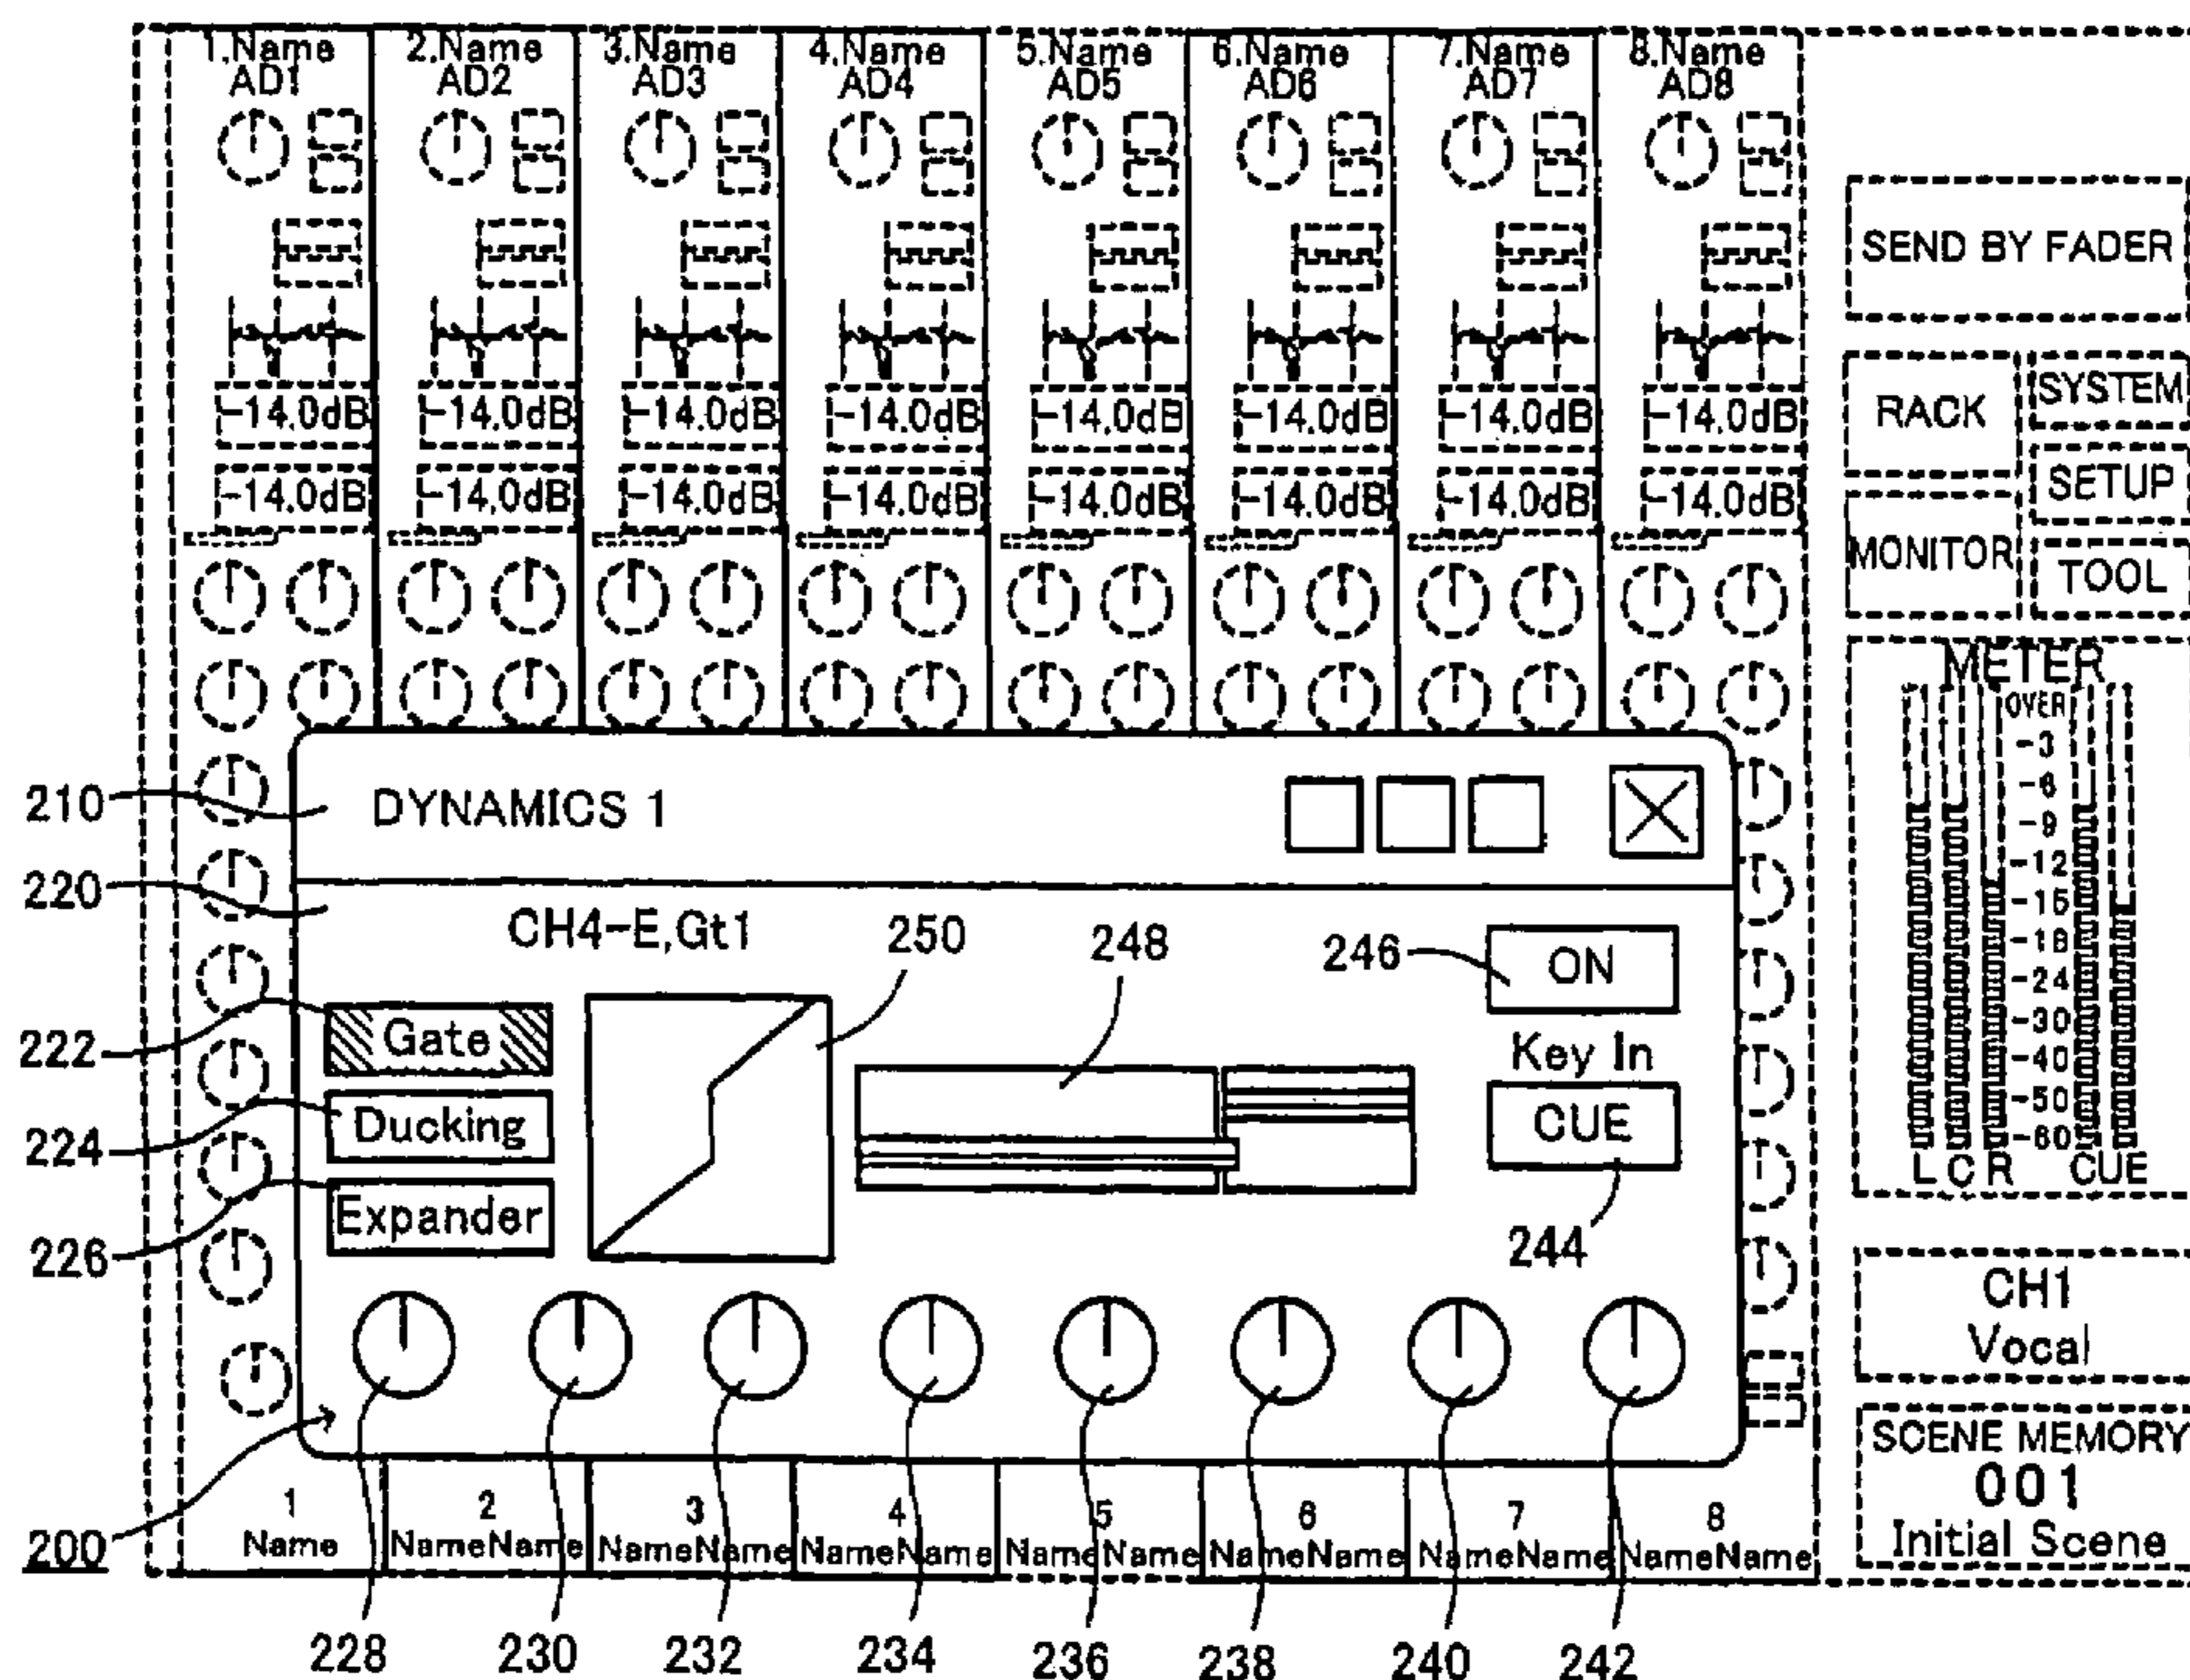 1.Name 2.Name 3.Name 4.Name 5.Name 6.Name 7.Name 8.Name
AD1 AD2 AD3 AD4 AD5 AD6 AD7 AD8
-14.0dB -14.0dB -14.0dB -14.0dB -14.0dB -14.0dB -14.0dB -14.0dB
-14.0dB -14.0dB -14.0dB -14.0dB -14.0dB -14.0dB -14.0dB -14.0dB
SEND BY FADER
RACK
SYSTEM
SETUP
MONITOR
TOOL
METER
OVER
-3
-6
-9
-12
-15
-18
-24
-30
-40
-50
-60
L C R CUE
CH1
Vocal
SCENE MEMORY
001
Initial Scene
210
DYNAMICS 1
220
CH4-E,Gt1
250
248
246
ON
222
Gate
Key In
224
Ducking
CUE
226
Expander
244
200
1 2 3 4 5 6 7 8
Name NameName NameName NameName NameName NameName NameName NameName
228 230 232 234 236 238 240 242